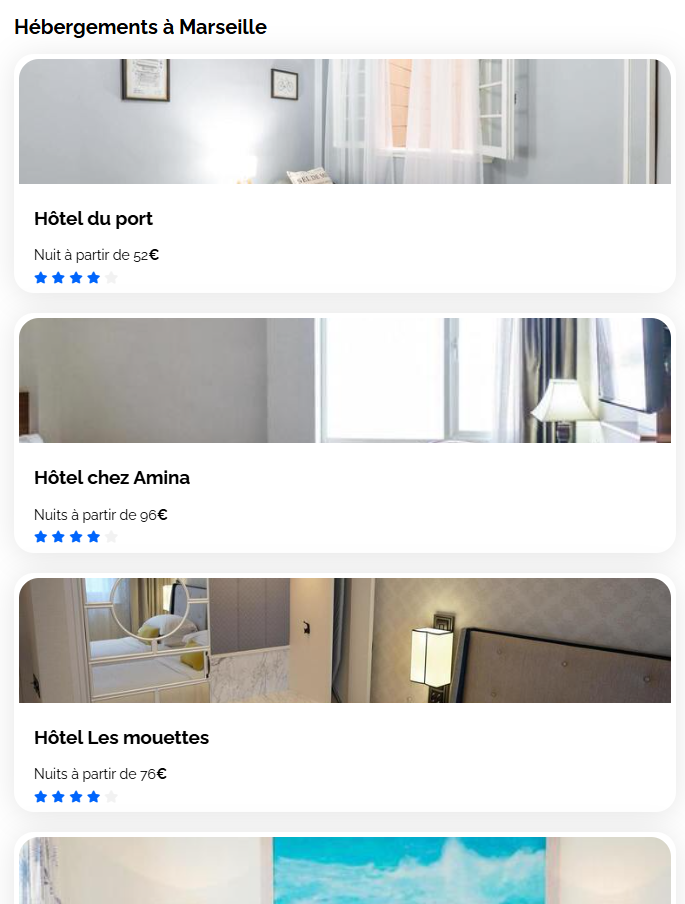 Hébergements à Marseille
Hôtel du port
Nuit à partir de 52€
Hôtel chez Amina
Nuits à partir de 96€
Hôtel Les mouettes
Nuits à partir de 76€